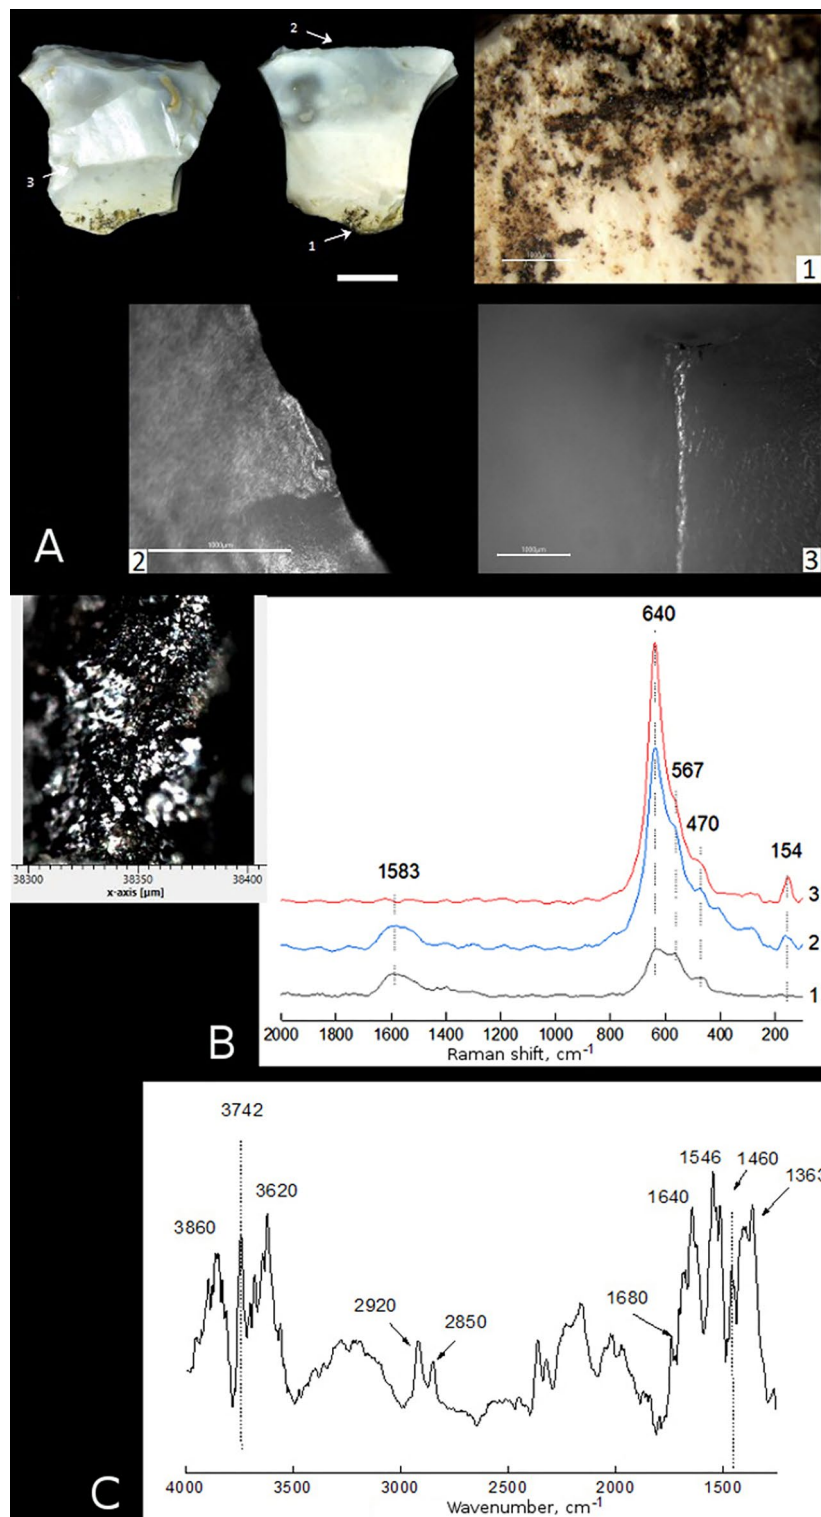 2
3
1
1000µm
1
A
1000µm
2
1000µm
3
38300 38350 38400
x-axis [µm]
640
567
470
1583
154
3
2
1
2000 1800 1600 1400 1200 1000 800 600 400 200
Raman shift, cm-1
B
3742
3860
3620
1546
1460
1640
1363
2920
2850
1680
4000 3500 3000 2500 2000 1500
Wavenumber, cm-1
C